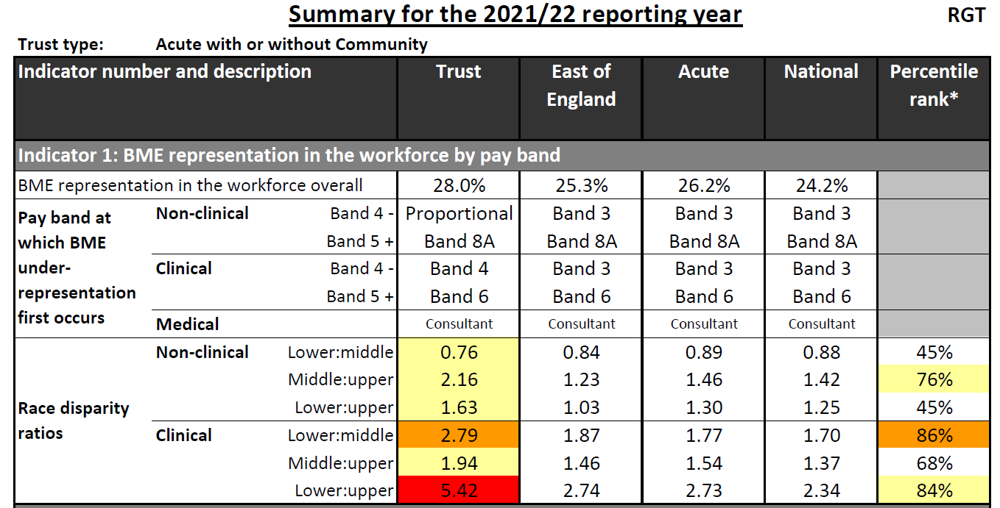 Summary for the 2021/22 reporting year RGT
Trust type: Acute with or without Community
Indicator number and description Trust East of England Acute National Percentile rank*
Indicator 1: BME representation in the workforce by pay band
BME representation in the workforce overall 28.0% 25.3% 26.2% 24.2%
Pay band at which BME under-representation first occurs
Non-clinical Band 4 - Proportional Band 3 Band 3 Band 3
Band 5 + Band 8A Band 8A Band 8A Band 8A
Clinical Band 4 - Band 4 Band 3 Band 3 Band 3
Band 5 + Band 6 Band 6 Band 6 Band 6
Medical Consultant Consultant Consultant Consultant
Race disparity ratios
Non-clinical Lower:middle 0.76 0.84 0.89 0.88 45%
Middle:upper 2.16 1.23 1.46 1.42 76%
Lower:upper 1.63 1.03 1.30 1.25 45%
Clinical Lower:middle 2.79 1.87 1.77 1.70 86%
Middle:upper 1.94 1.46 1.54 1.37 68%
Lower:upper 5.42 2.74 2.73 2.34 84%